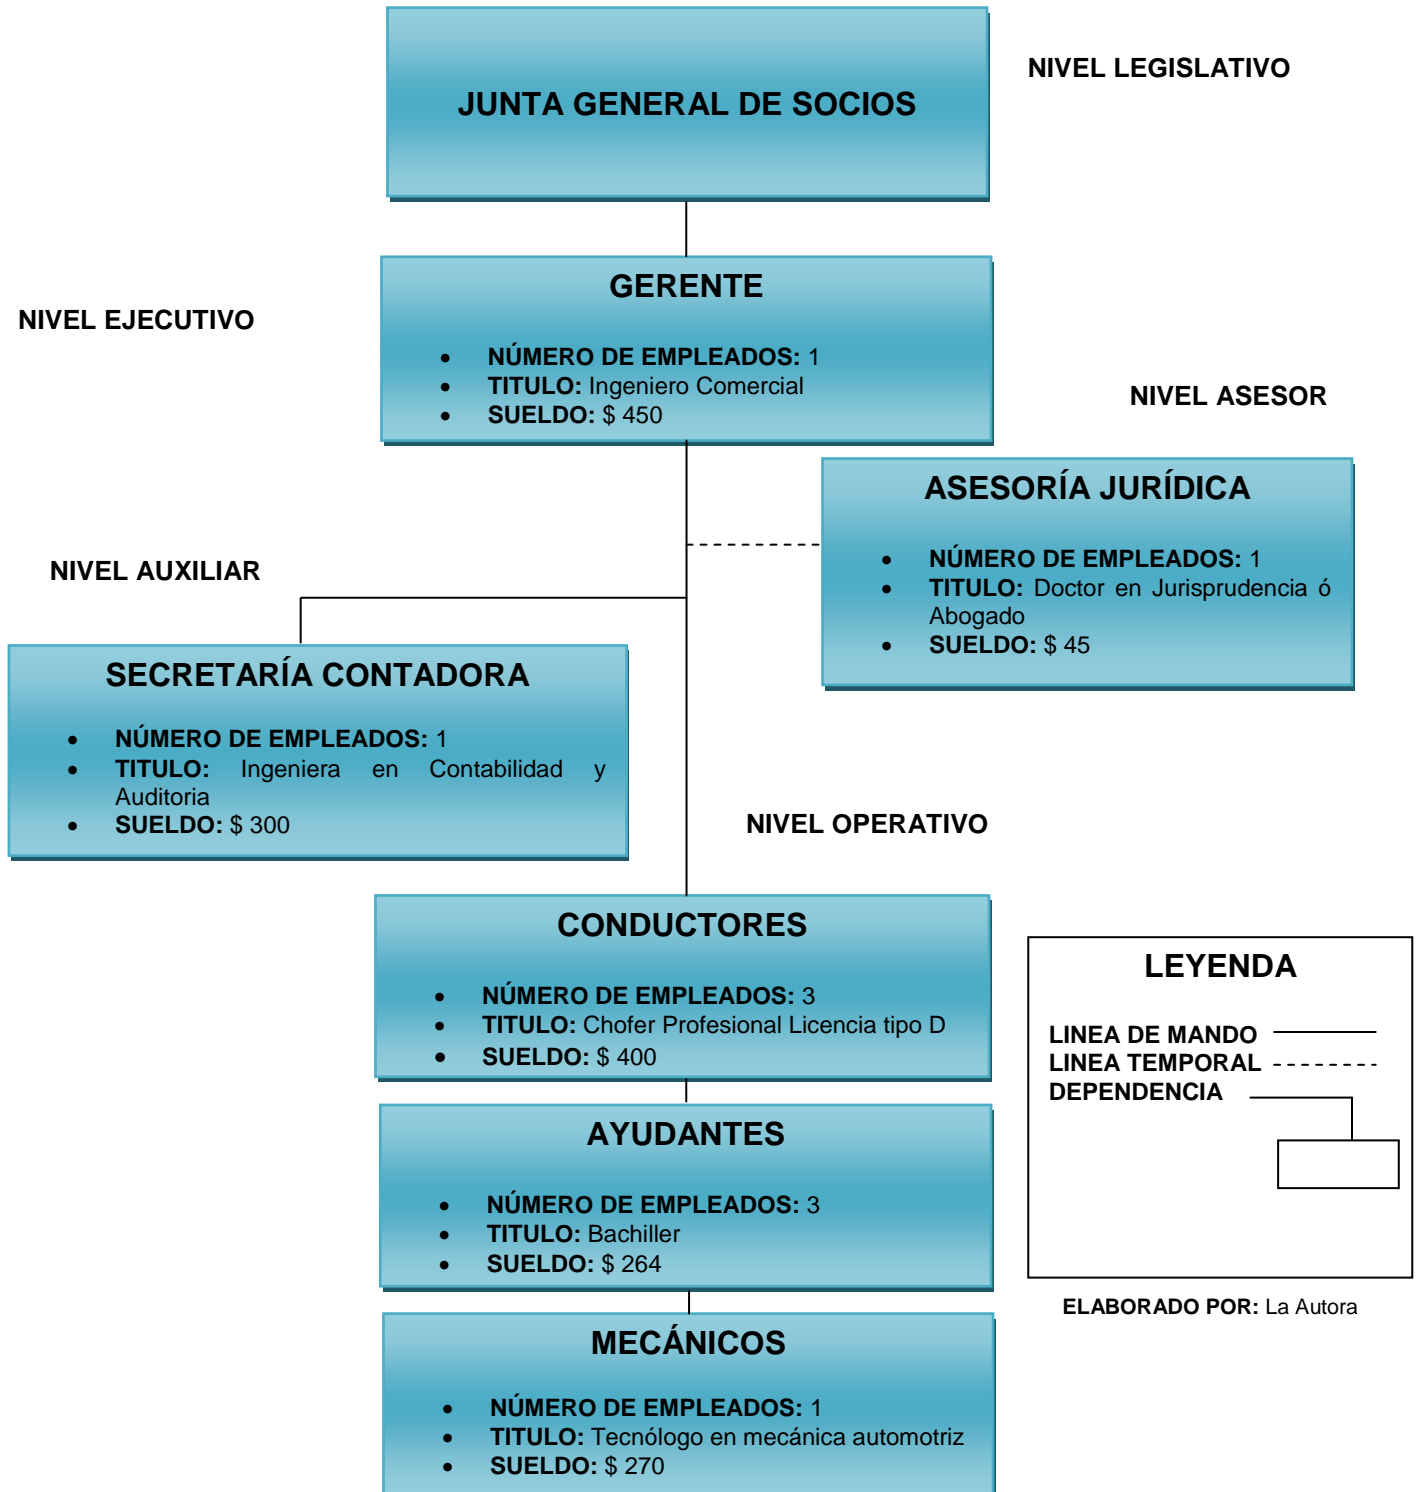 NIVEL LEGISLATIVO
JUNTA GENERAL DE SOCIOS
GERENTE
NIVEL EJECUTIVO
• NÚMERO DE EMPLEADOS: 1
• TITULO: Ingeniero Comercial
• SUELDO: $ 450
NIVEL ASESOR
ASESORÍA JURÍDICA
• NÚMERO DE EMPLEADOS: 1
• TITULO: Doctor en Jurisprudencia ó
Abogado
• SUELDO: $ 45
NIVEL AUXILIAR
SECRETARÍA CONTADORA
• NÚMERO DE EMPLEADOS: 1
• TITULO: Ingeniera en Contabilidad y
Auditoria
• SUELDO: $ 300
NIVEL OPERATIVO
CONDUCTORES
• NÚMERO DE EMPLEADOS: 3
• TITULO: Chofer Profesional Licencia tipo D
• SUELDO: $ 400
AYUDANTES
• NÚMERO DE EMPLEADOS: 3
• TITULO: Bachiller
• SUELDO: $ 264
MECÁNICOS
• NÚMERO DE EMPLEADOS: 1
• TITULO: Tecnólogo en mecánica automotriz
• SUELDO: $ 270
LEYENDA
LINEA DE MANDO
LINEA TEMPORAL
DEPENDENCIA
ELABORADO POR: La Autora